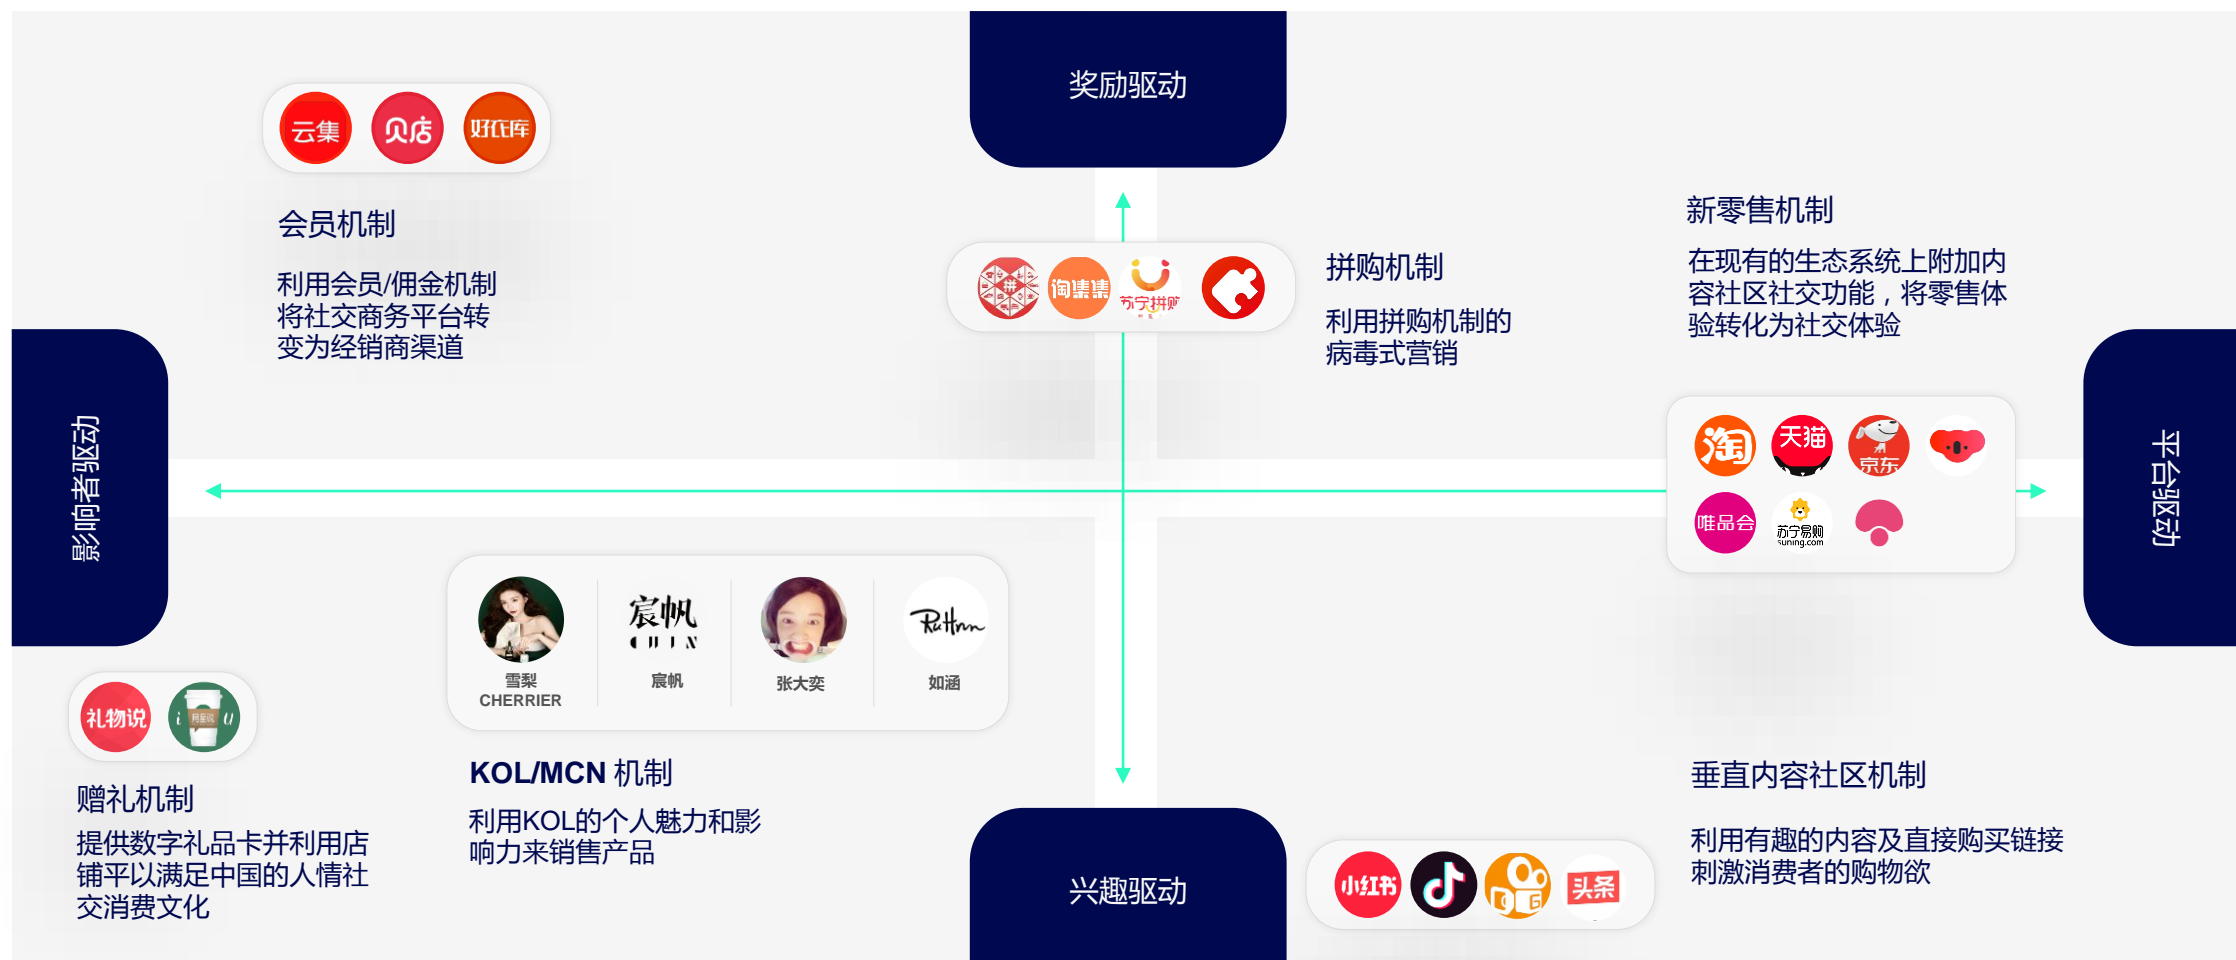 奖励驱动
云集
贝店
好衣库
会员机制
利用会员/佣金机制
将社交商务平台转
变为经销商渠道
拼
淘集集
苏宁拼购
拼购机制
利用拼购机制的
病毒式营销
新零售机制
在现有的生态系统上附加内
容社区社交功能，将零售体
验转化为社交体验
影响者驱动
平台驱动
淘
天猫
京东
唯品会
苏宁易购
suning.com
雪梨
CHERRIER
宸帆
宸帆
张大奕
RuHnn
如涵
礼物说
用星说
赠礼机制
提供数字礼品卡并利用店
铺平以满足中国的人情社
交消费文化
KOL/MCN 机制
利用KOL的个人魅力和影
响力来销售产品
兴趣驱动
小红书
头条
垂直内容社区机制
利用有趣的内容及直接购买链接
刺激消费者的购物欲